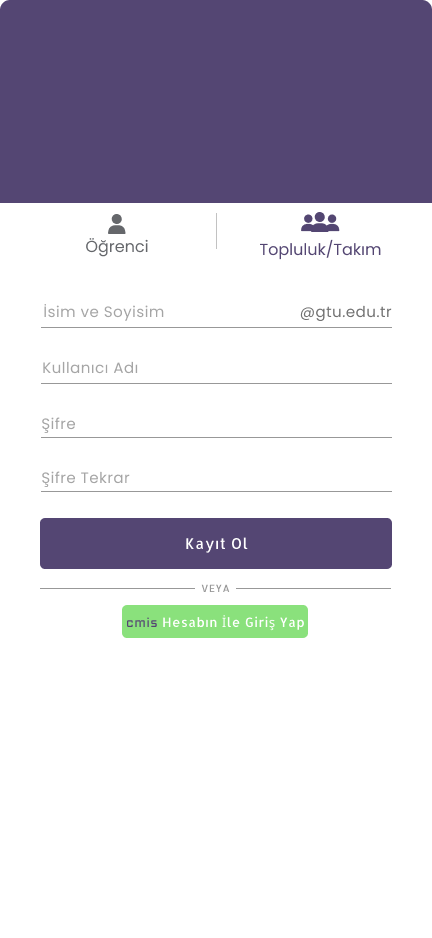 Öğrenci
Topluluk/Takım
İsim ve Soyisim @gtu.edu.tr
Kullanıcı Adı
Şifre
Şifre Tekrar
Kayıt Ol
VEYA
cmis Hesabın İle Giriş Yap